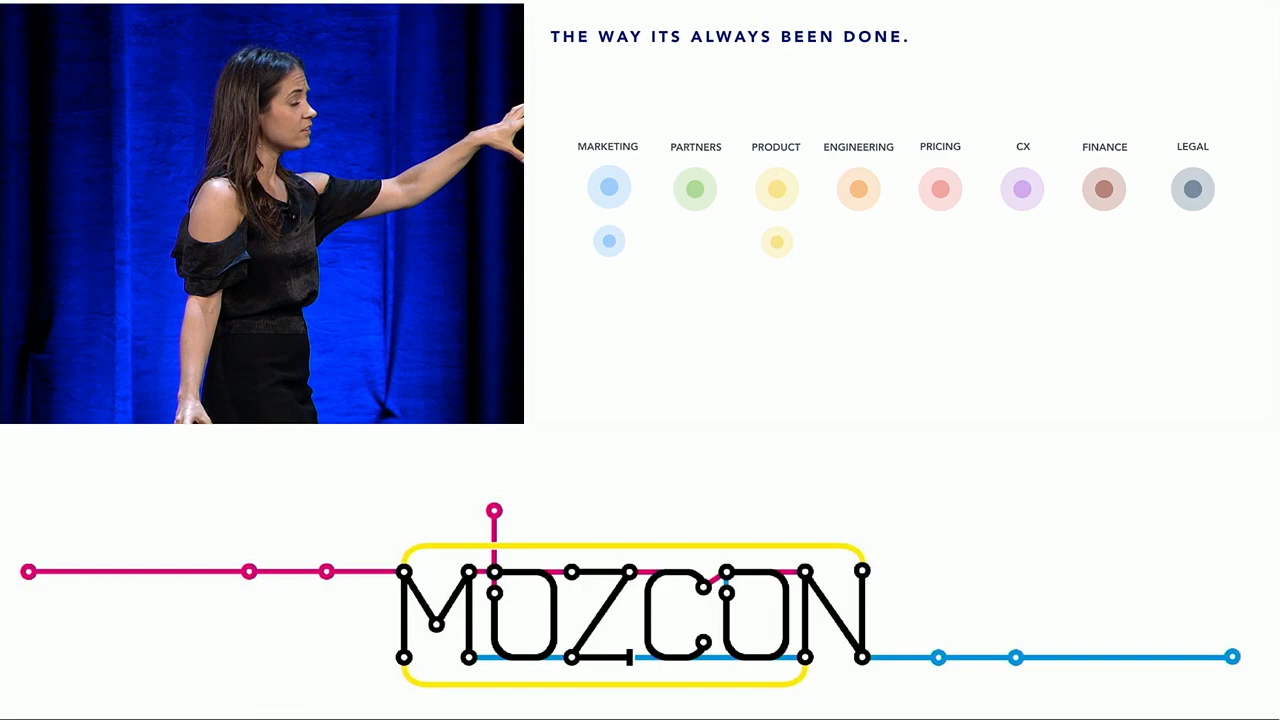 THE WAY ITS ALWAYS BEEN DONE.
MARKETING PARTNERS PRODUCT ENGINEERING PRICING CX FINANCE LEGAL
MOZCON